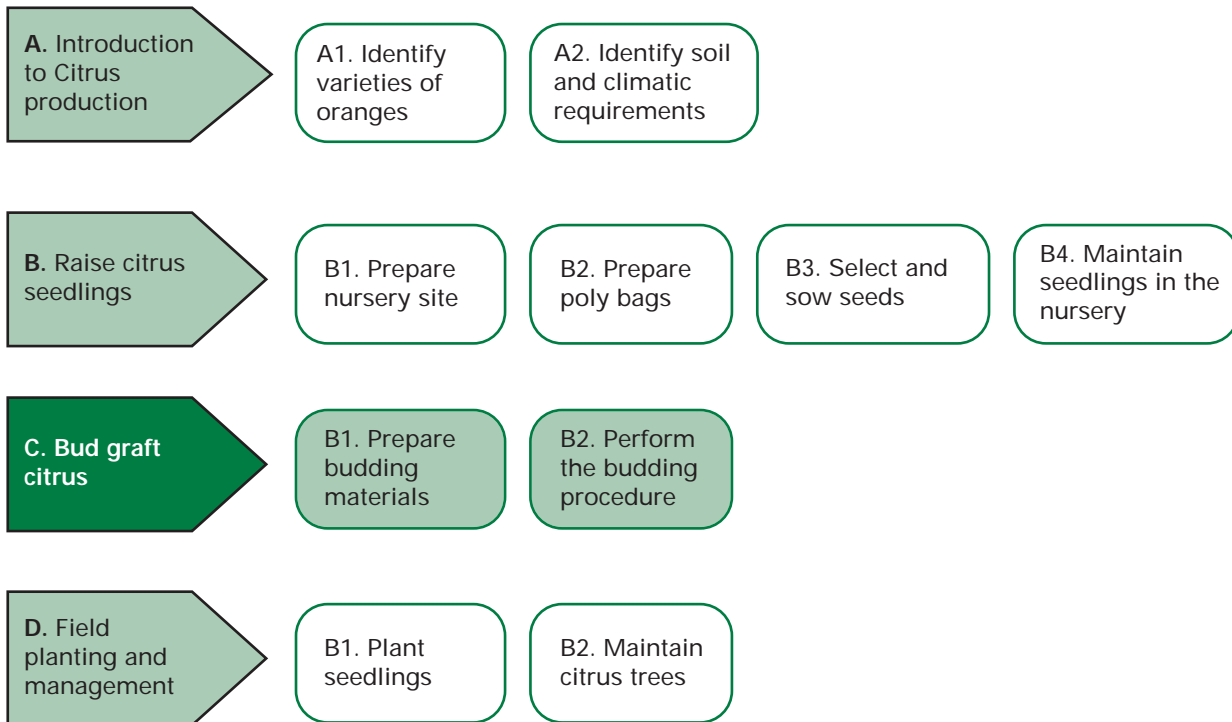 A. Introduction
to Citrus
production
A1. Identify
varieties of
oranges
A2. Identify soil
and climatic
requirements
B. Raise citrus
seedlings
B1. Prepare
nursery site
B2. Prepare
poly bags
B3. Select and
sow seeds
B4. Maintain
seedlings in the
nursery
C. Bud graft
citrus
B1. Prepare
budding
materials
B2. Perform
the budding
procedure
D. Field
planting and
management
B1. Plant
seedlings
B2. Maintain
citrus trees